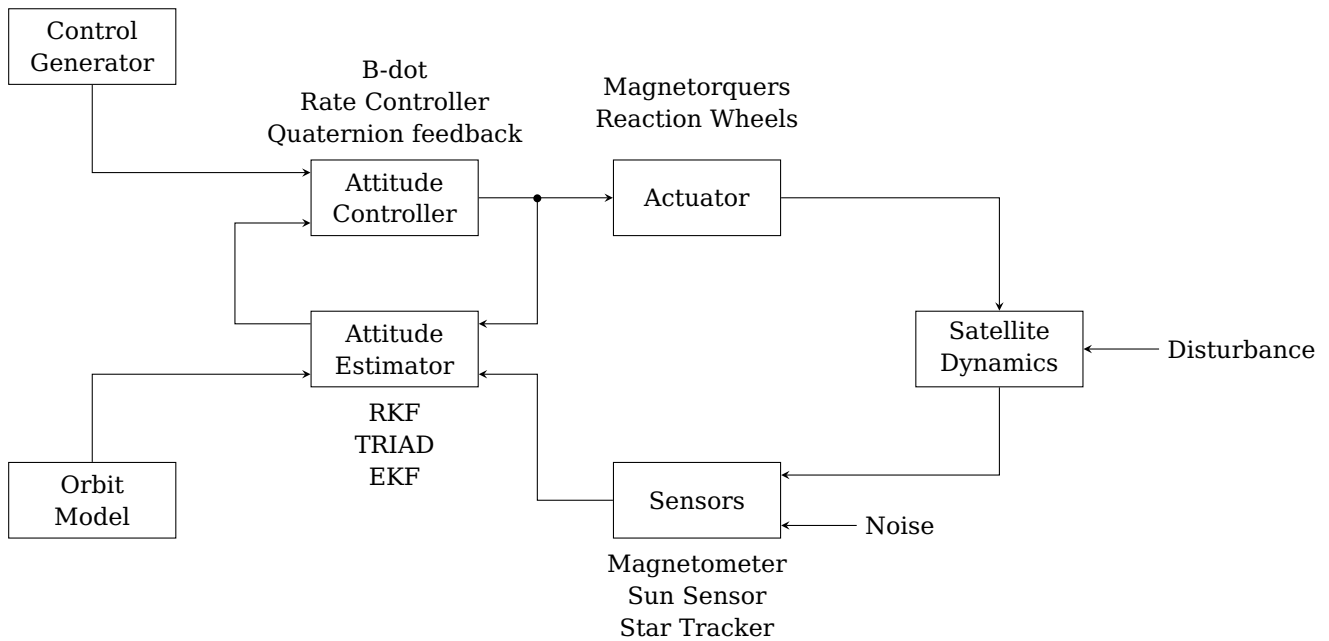 Control
Generator
B-dot
Rate Controller
Quaternion feedback
Magnetorquers
Reaction Wheels
Attitude
Controller
Actuator
Attitude
Estimator
Satellite
Dynamics
Disturbance
RKF
TRIAD
EKF
Orbit
Model
Sensors
Noise
Magnetometer
Sun Sensor
Star Tracker